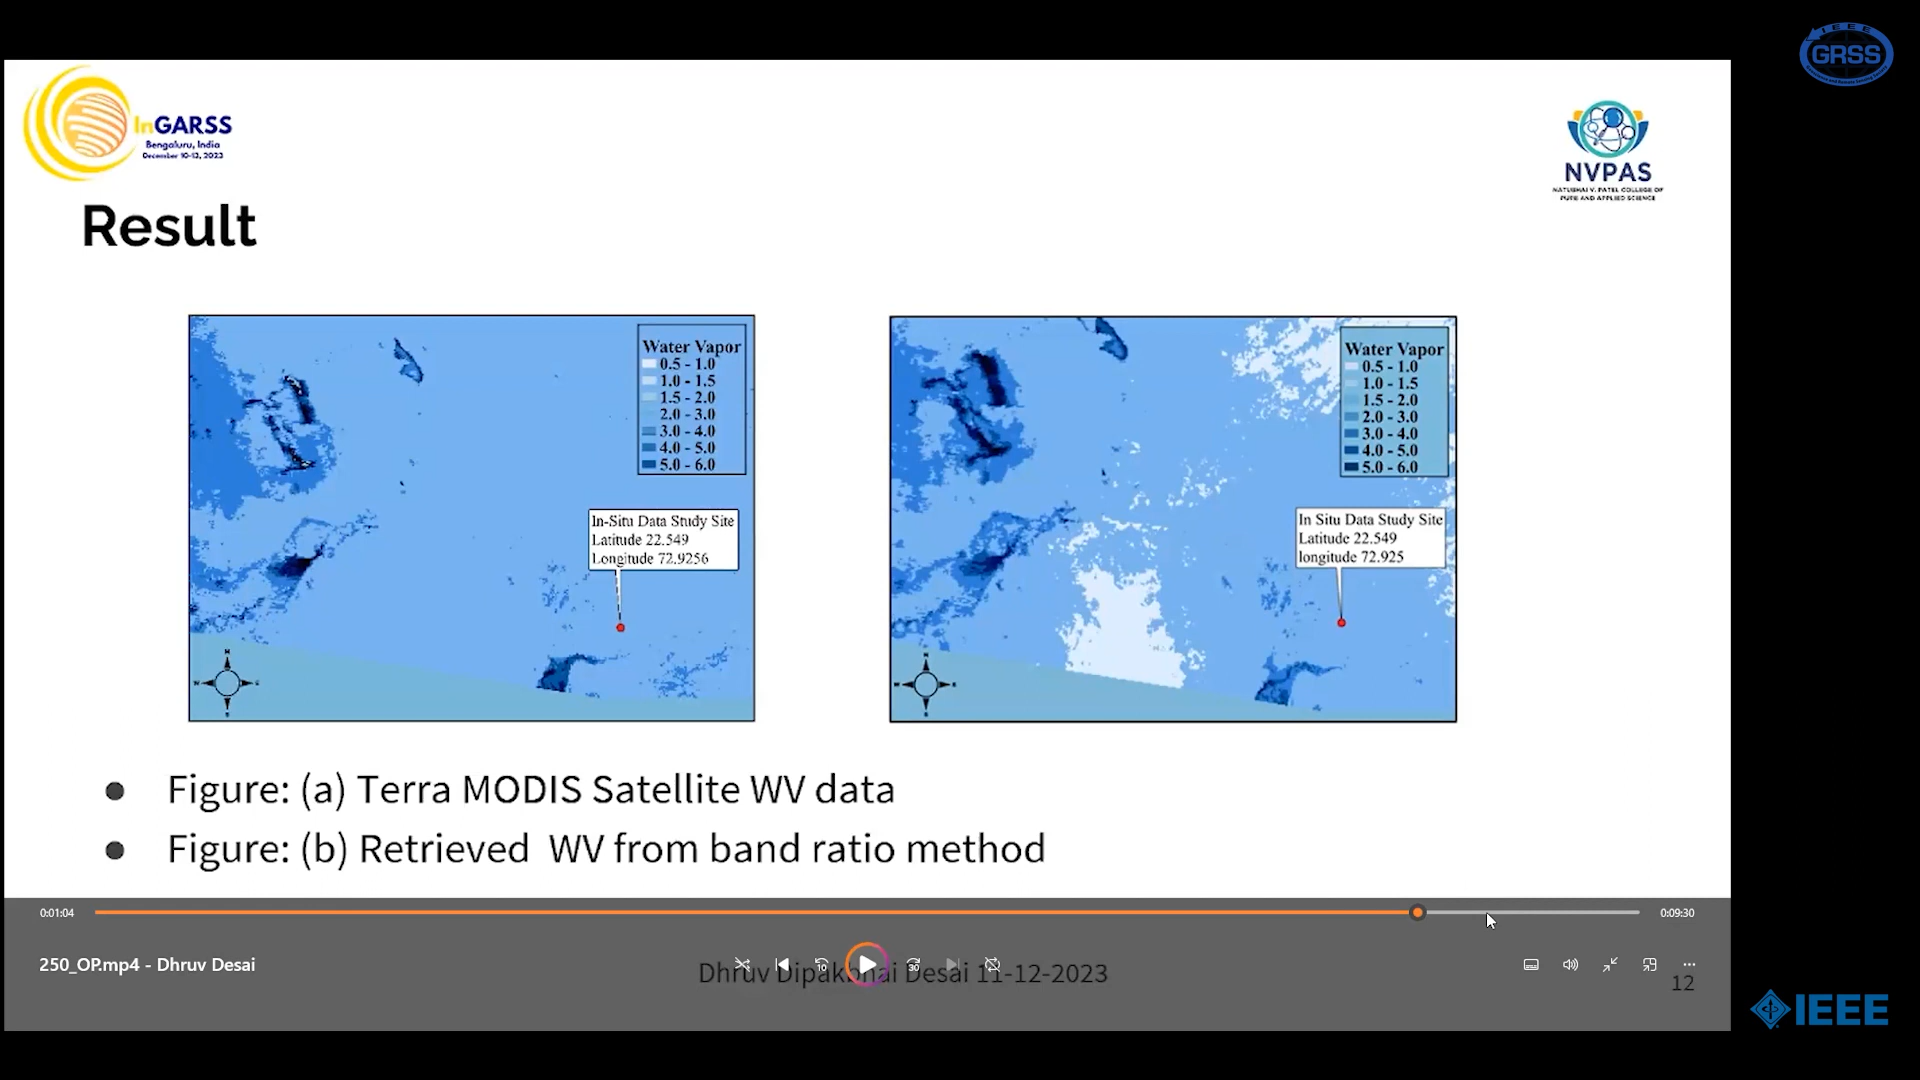 IEEE
GRSS
InGARSS
Bengaluru, India
December 10-13, 2023
NVPAS
NATUBHAI V. PATEL COLLEGE OF
PURE AND APPLIED SCIENCE
Result
Water Vapor
0.5 - 1.0
1.0 - 1.5
1.5 - 2.0
2.0 - 3.0
3.0 - 4.0
4.0 - 5.0
5.0 - 6.0
In-Situ Data Study Site
Latitude 22.549
Longitude 72.9256
N
W
E
S
Water Vapor
0.5 - 1.0
1.0 - 1.5
1.5 - 2.0
2.0 - 3.0
3.0 - 4.0
4.0 - 5.0
5.0 - 6.0
In Situ Data Study Site
Latitude 22.549
longitude 72.925
N
W
E
S
● Figure: (a) Terra MODIS Satellite WV data
● Figure: (b) Retrieved WV from band ratio method
0:01:04
0:09:30
250_OP.mp4 - Dhruv Desai
10
30
Dhruv Dipakbhai Desai 11-12-2023
12
IEEE